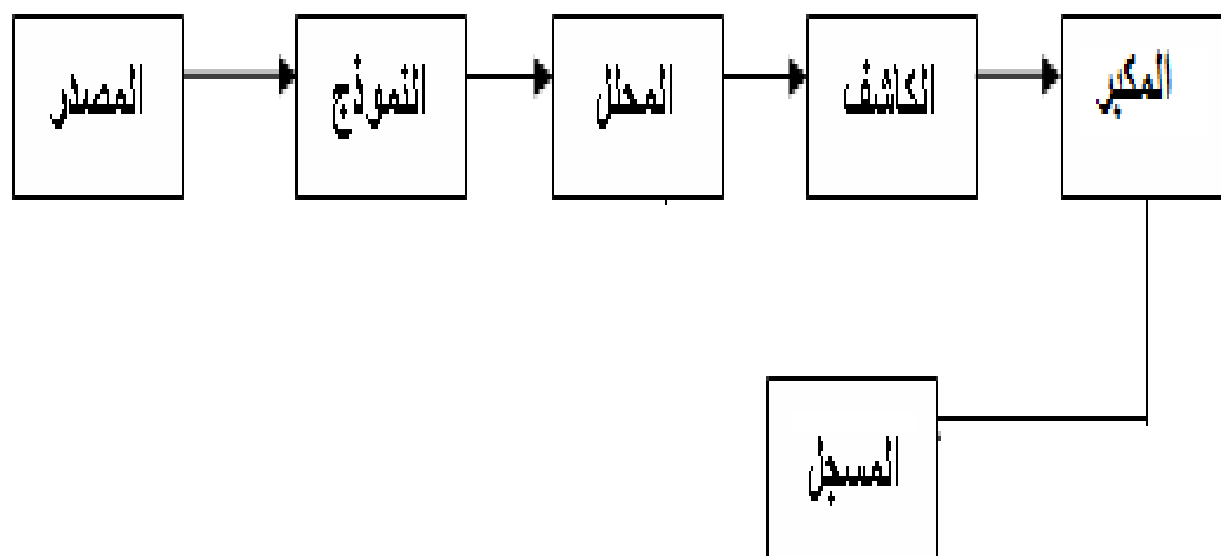 المصدر
النموذج
المحلل
الكاشف
المكبر
المسجل